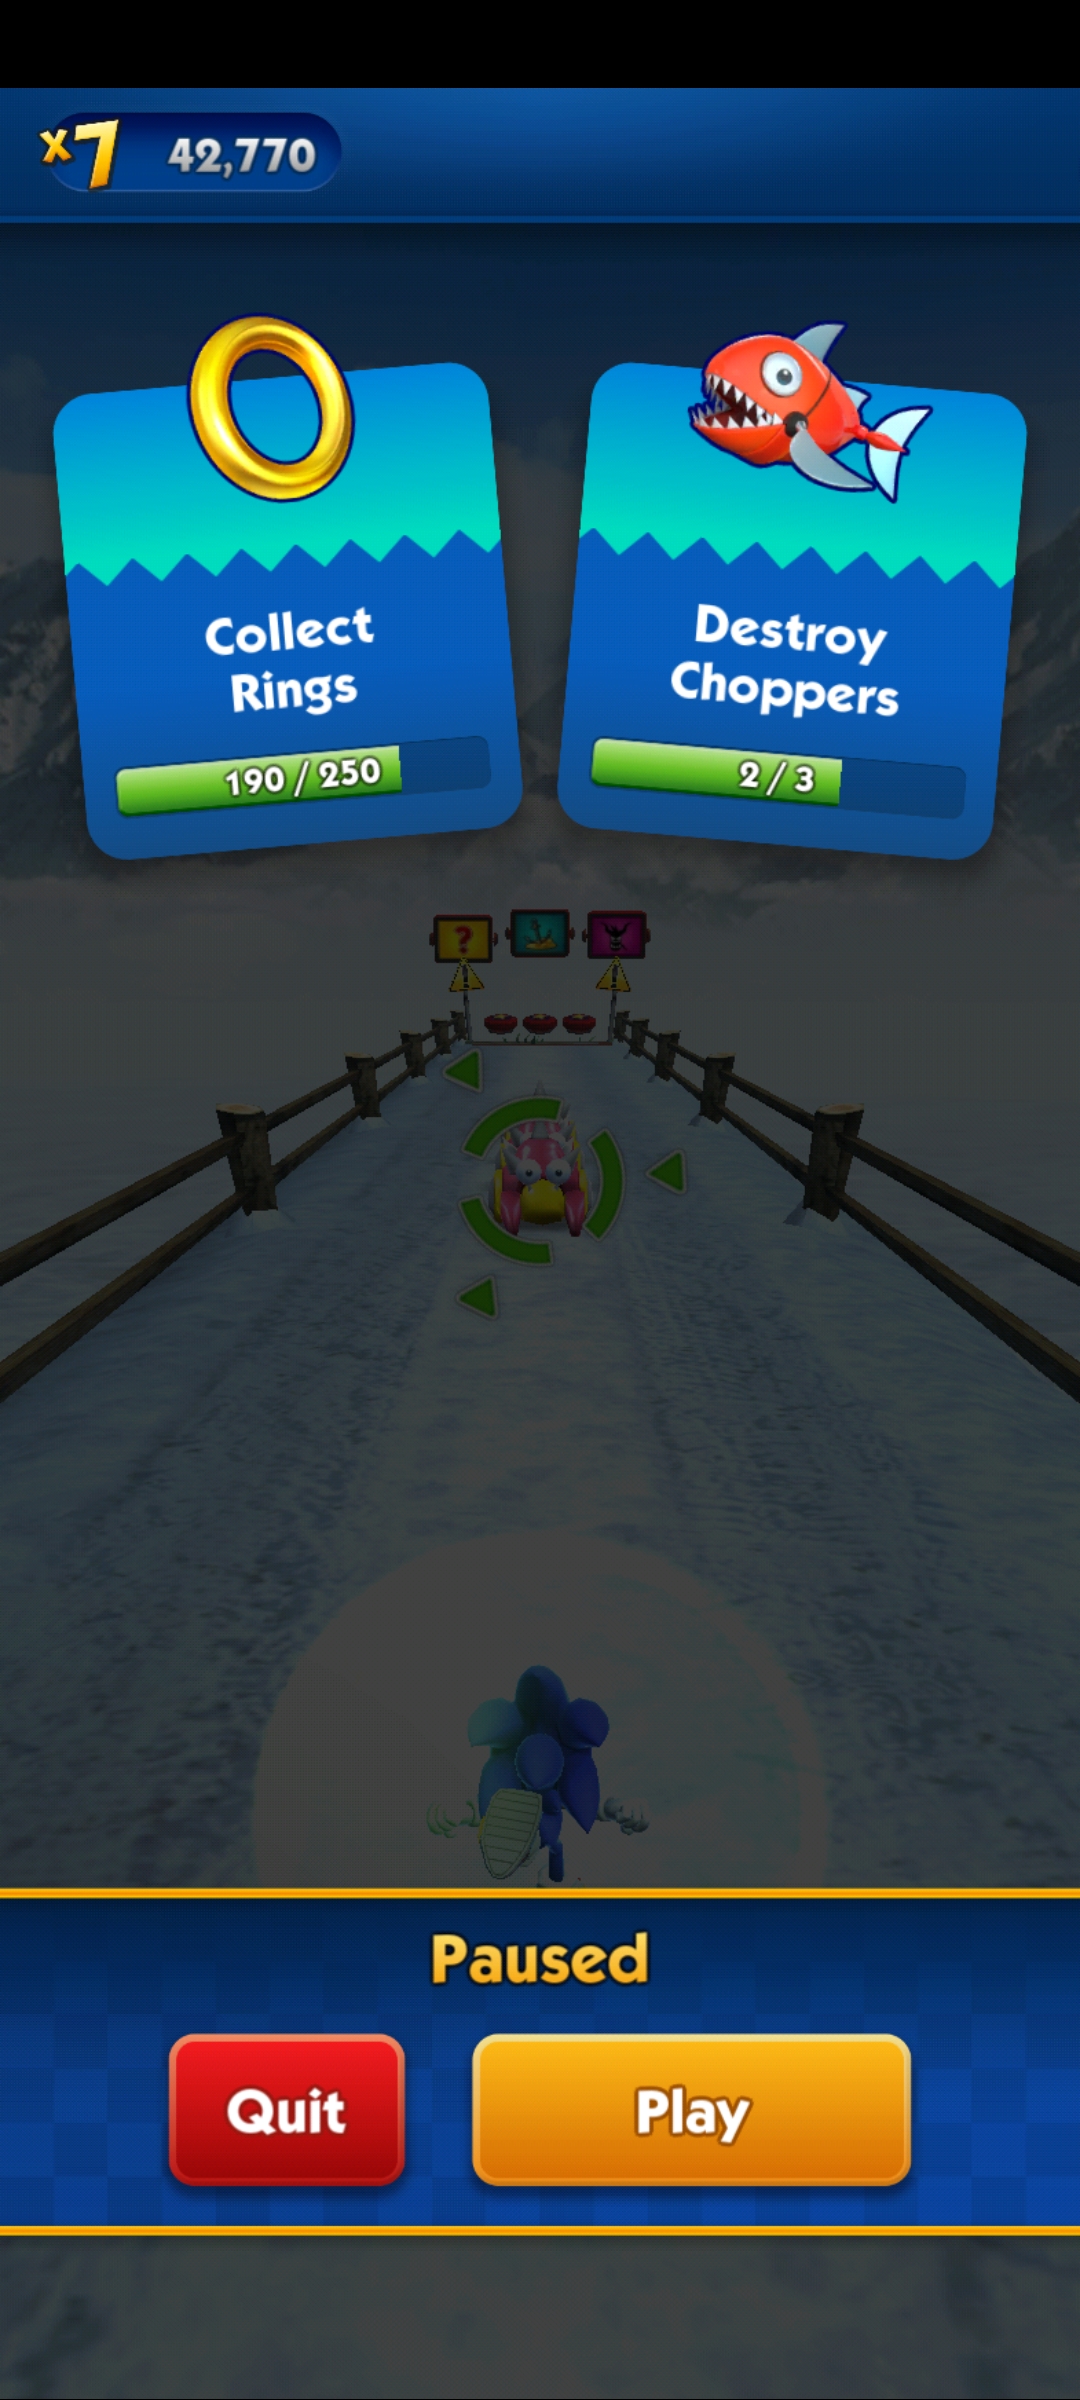 x7 42,770
Collect
Rings
190 / 250
Destroy
Choppers
2 / 3
?
Paused
Quit
Play